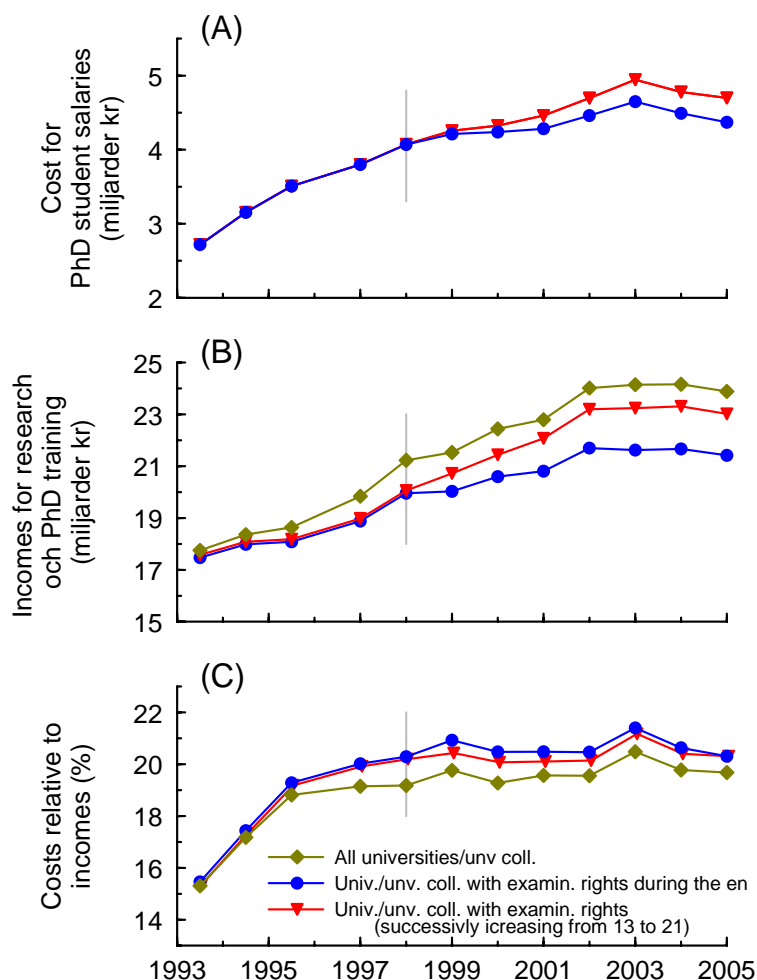 (A)
Cost for
PhD student salaries
(miljarder kr)
5
4
3
2
(B)
Incomes for research
och PhD training
(miljarder kr)
25
23
21
19
17
15
(C)
Costs relative to
incomes (%)
22
20
18
16
14
All universities/unv coll.
Univ./unv. coll. with examin. rights during the en
Univ./unv. coll. with examin. rights
(successivly icreasing from 13 to 21)
1993 1995 1997 1999 2001 2003 2005